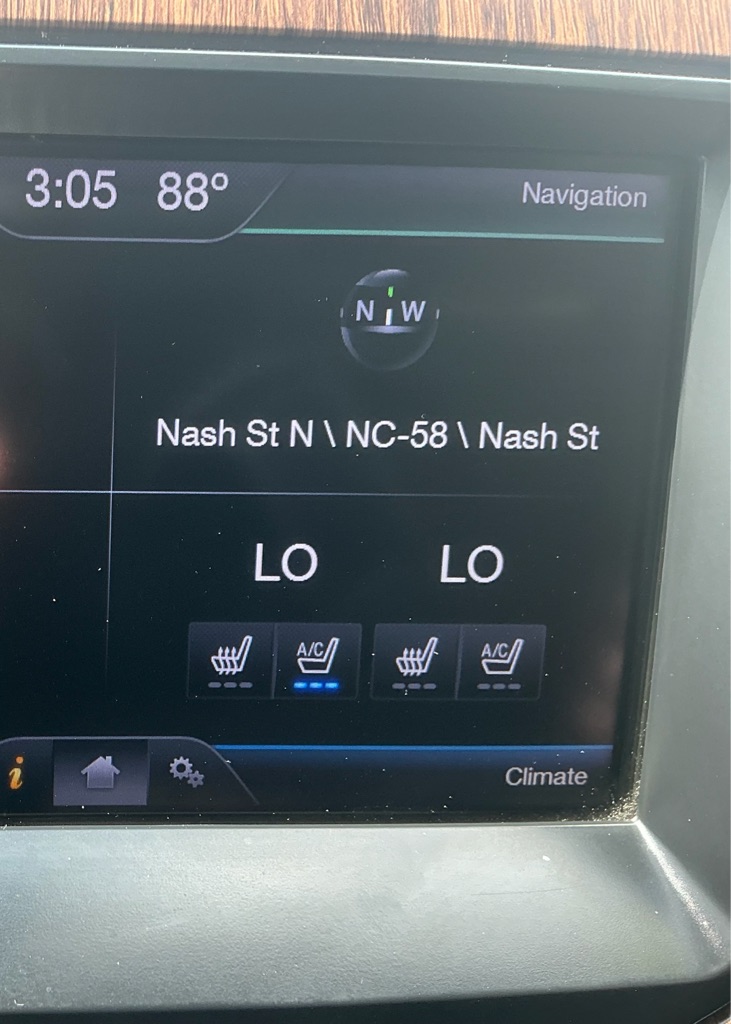 3:05 88°
Navigation
N W
Nash St N \ NC-58 \ Nash St
LO LO
A/C A/C
i
Climate